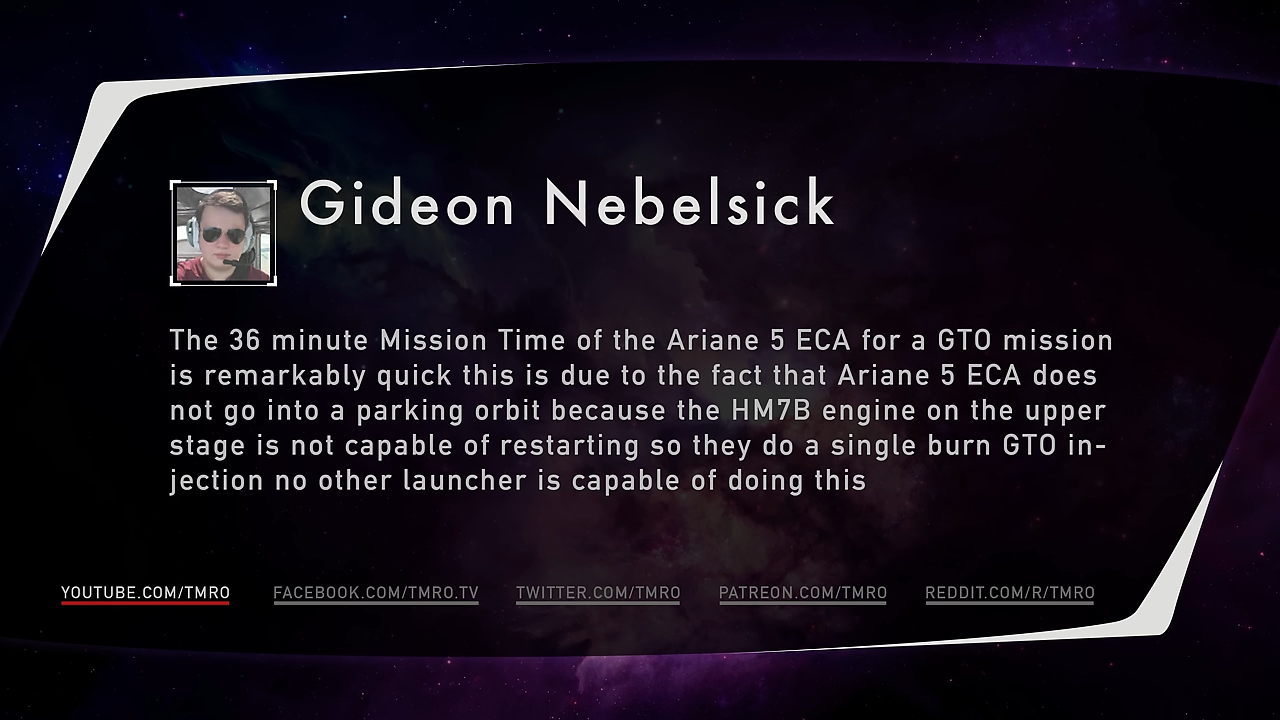 Gideon Nebelsick
The 36 minute Mission Time of the Ariane 5 ECA for a GTO mission
is remarkably quick this is due to the fact that Ariane 5 ECA does
not go into a parking orbit because the HM7B engine on the upper
stage is not capable of restarting so they do a single burn GTO in-
jection no other launcher is capable of doing this
YOUTUBE.COM/TMRO FACEBOOK.COM/TMRO.TV TWITTER.COM/TMRO PATREON.COM/TMRO REDDIT.COM/R/TMRO